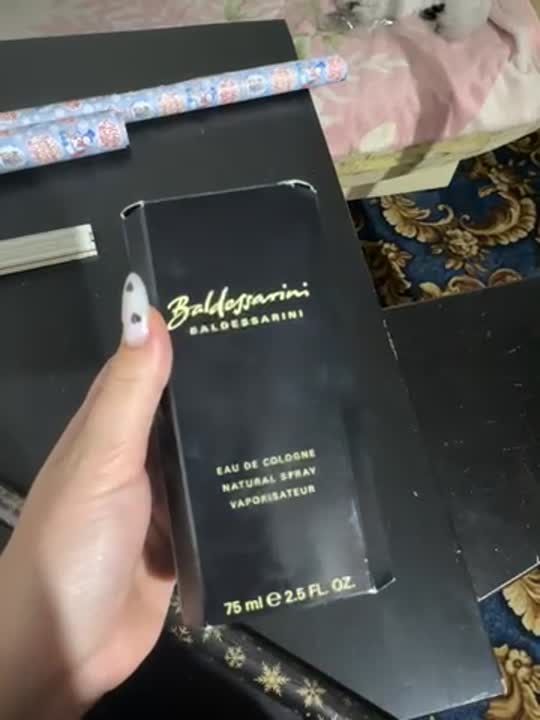 Baldessarini
BALDESSARINI
EAU DE COLOGNE
NATURAL SPRAY
VAPORISATEUR
75 ml e 2.5 FL. OZ.